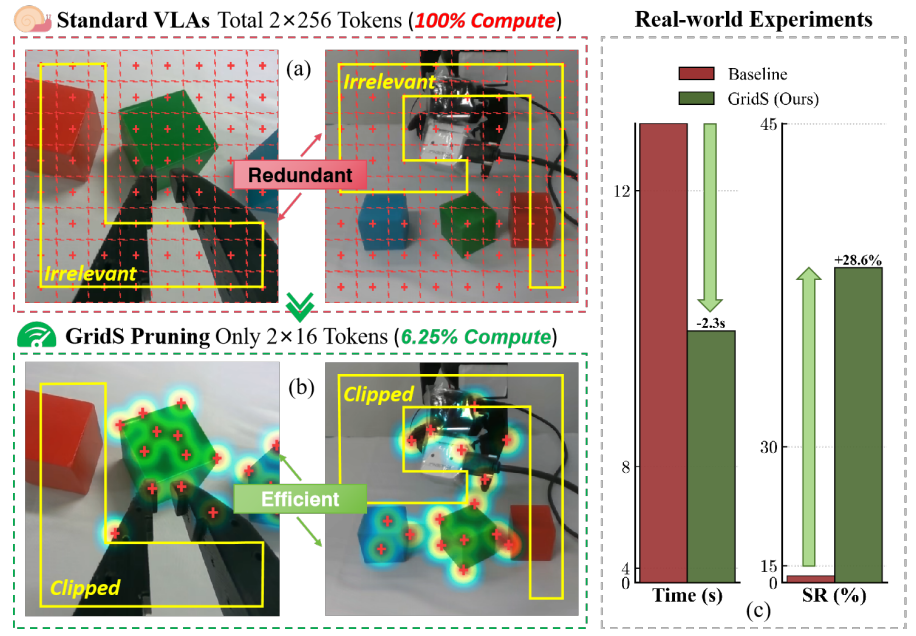 Standard VLAs Total 2×256 Tokens (100% Compute)
(a)
Irrelevant
Irrelevant
Redundant
GridS Pruning Only 2×16 Tokens (6.25% Compute)
(b)
Clipped
Clipped
Efficient
Real-world Experiments
Baseline
GridS (Ours)
12
8
4
0
-2.3s
Time (s)
45
30
15
0
+28.6%
SR (%)
(c)